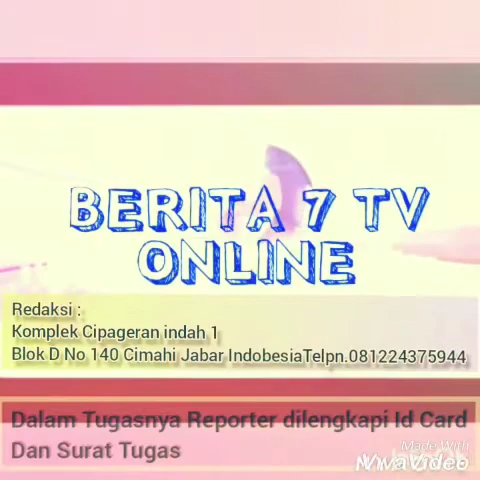 BERITA 7 TV
ONLINE
Redaksi :
Komplek Cipageran indah 1
Blok D No 140 Cimahi Jabar IndobesiaTelpn.081224375944
Dalam Tugasnya Reporter dilengkapi Id Card
Dan Surat Tugas
Made With
VivaVideo